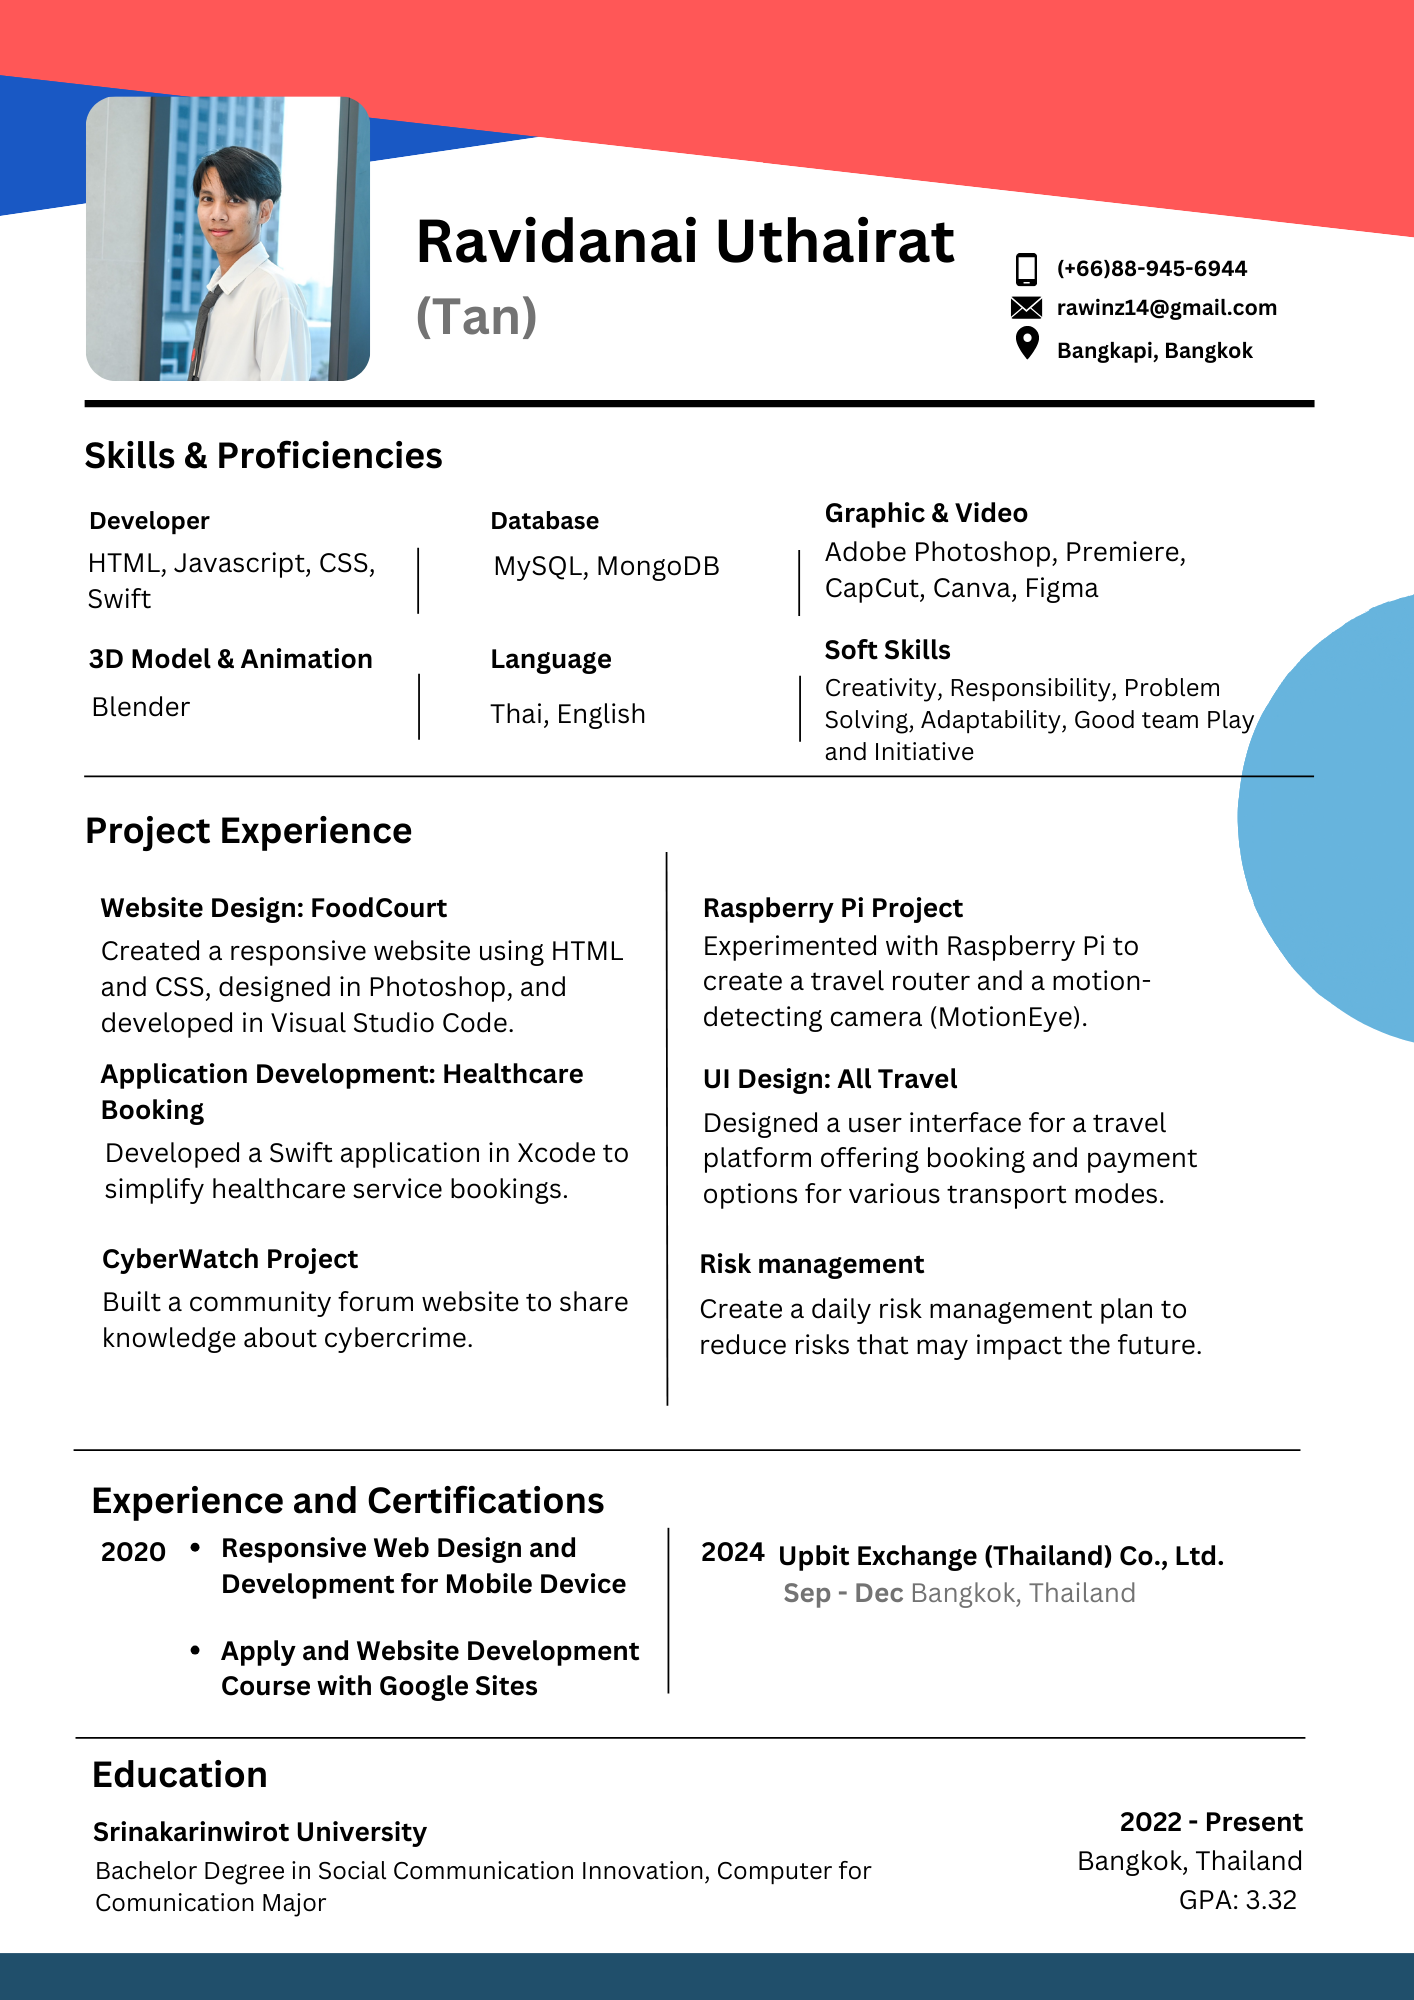 Ravidanai Uthairat
(Tan)
(+66)88-945-6944
rawinz14@gmail.com
Bangkapi, Bangkok
Skills & Proficiencies
Developer
HTML, Javascript, CSS,
Swift
Database
MySQL, MongoDB
Graphic & Video
Adobe Photoshop, Premiere,
CapCut, Canva, Figma
3D Model & Animation
Blender
Language
Thai, English
Soft Skills
Creativity, Responsibility, Problem
Solving, Adaptability, Good team Play
and Initiative
Project Experience
Website Design: FoodCourt
Created a responsive website using HTML
and CSS, designed in Photoshop, and
developed in Visual Studio Code.
Application Development: Healthcare
Booking
Developed a Swift application in Xcode to
simplify healthcare service bookings.
CyberWatch Project
Built a community forum website to share
knowledge about cybercrime.
Raspberry Pi Project
Experimented with Raspberry Pi to
create a travel router and a motion-
detecting camera (MotionEye).
UI Design: All Travel
Designed a user interface for a travel
platform offering booking and payment
options for various transport modes.
Risk management
Create a daily risk management plan to
reduce risks that may impact the future.
Experience and Certifications
2020
• Responsive Web Design and
Development for Mobile Device
• Apply and Website Development
Course with Google Sites
2024 Upbit Exchange (Thailand) Co., Ltd.
Sep - Dec Bangkok, Thailand
Education
Srinakarinwirot University
Bachelor Degree in Social Communication Innovation, Computer for
Comunication Major
2022 - Present
Bangkok, Thailand
GPA: 3.32